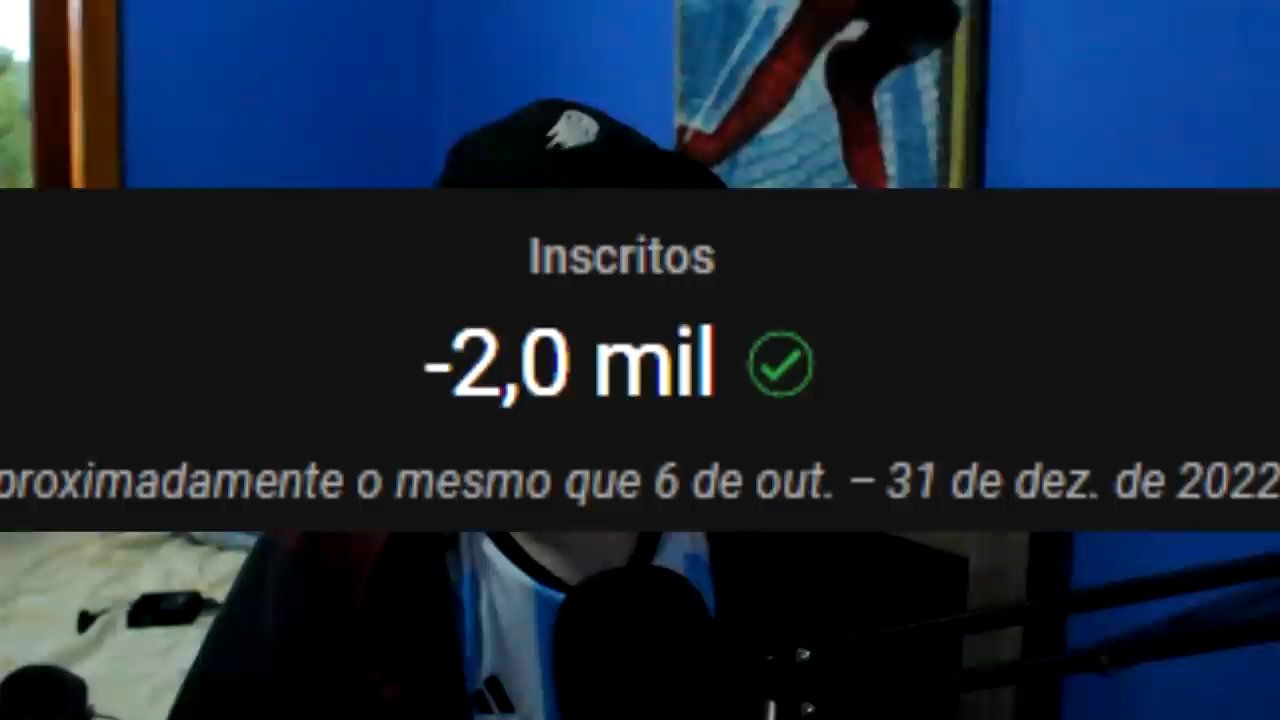 Inscritos
-2,0 mil
proximadamente o mesmo que 6 de out. – 31 de dez. de 2022